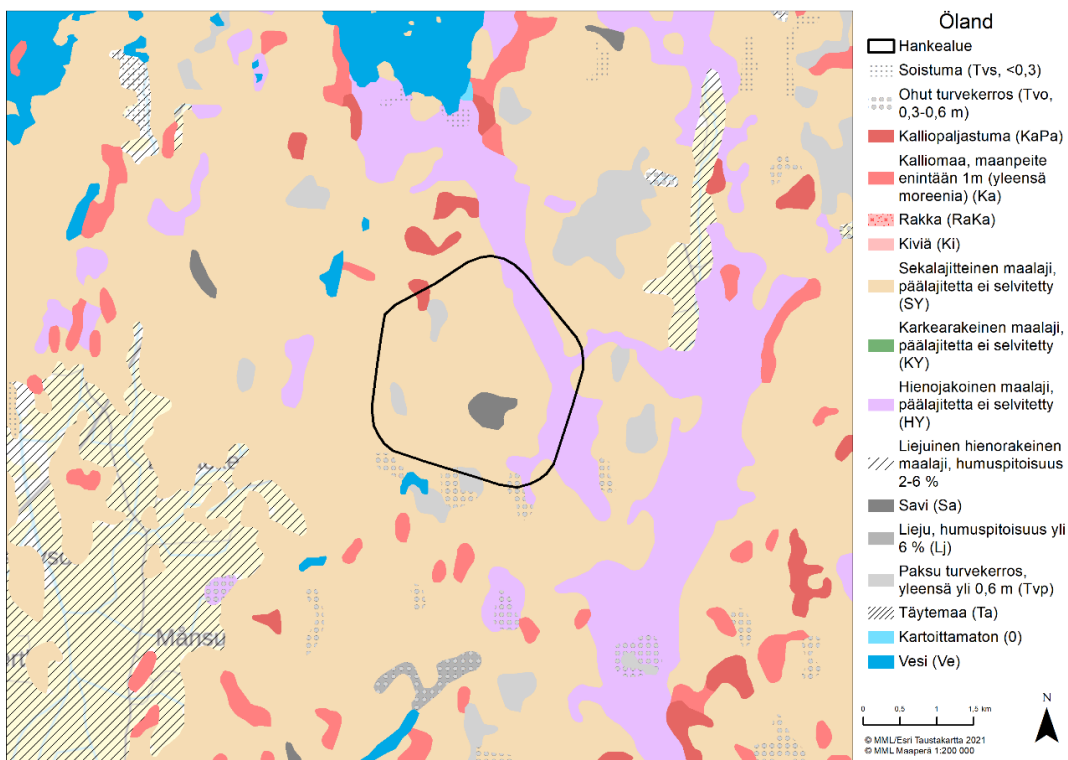 Öland
Hankealue
Soistuma (Tvs, <0,3)
Ohut turvekerros (Tvo,
0,3-0,6 m)
Kalliopaljastuma (KaPa)
Kalliomaa, maanpeite
enintään 1m (yleensä
moreenia) (Ka)
Rakka (RaKa)
Kiviä (Ki)
Sekalajitteinen maalaji,
päälajitetta ei selvitetty
(SY)
Karkearakeinen maalaji,
päälajitetta ei selvitetty
(KY)
Hienojakoinen maalaji,
päälajitetta ei selvitetty
(HY)
Liejuinen hienorakeinen
maalaji, humuspitoisuus
2-6 %
Savi (Sa)
Lieju, humuspitoisuus yli
6 % (Lj)
Paksu turvekerros,
yleensä yli 0,6 m (Tvp)
Täytemaa (Ta)
Kartoittamaton (0)
Vesi (Ve)
Månsu
N
0 0,5 1 1,5 km
© MML/Esri Taustakartta 2021
© MML Maaperä 1:200 000